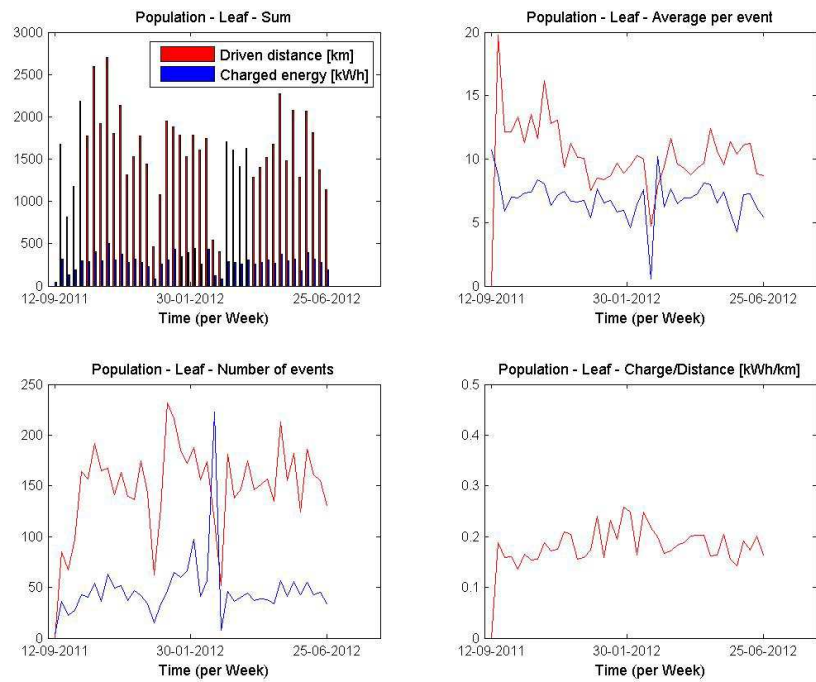 Population - Leaf - Sum
3000
2500
2000
1500
1000
500
0
Driven distance [km]
Charged energy [kWh]
12-09-2011 30-01-2012 25-06-2012
Time (per Week)
Population - Leaf - Average per event
20
15
10
5
0
12-09-2011 30-01-2012 25-06-2012
Time (per Week)
Population - Leaf - Number of events
250
200
150
100
50
0
12-09-2011 30-01-2012 25-06-2012
Time (per Week)
Population - Leaf - Charge/Distance [kWh/km]
0.5
0.4
0.3
0.2
0.1
0
12-09-2011 30-01-2012 25-06-2012
Time (per Week)